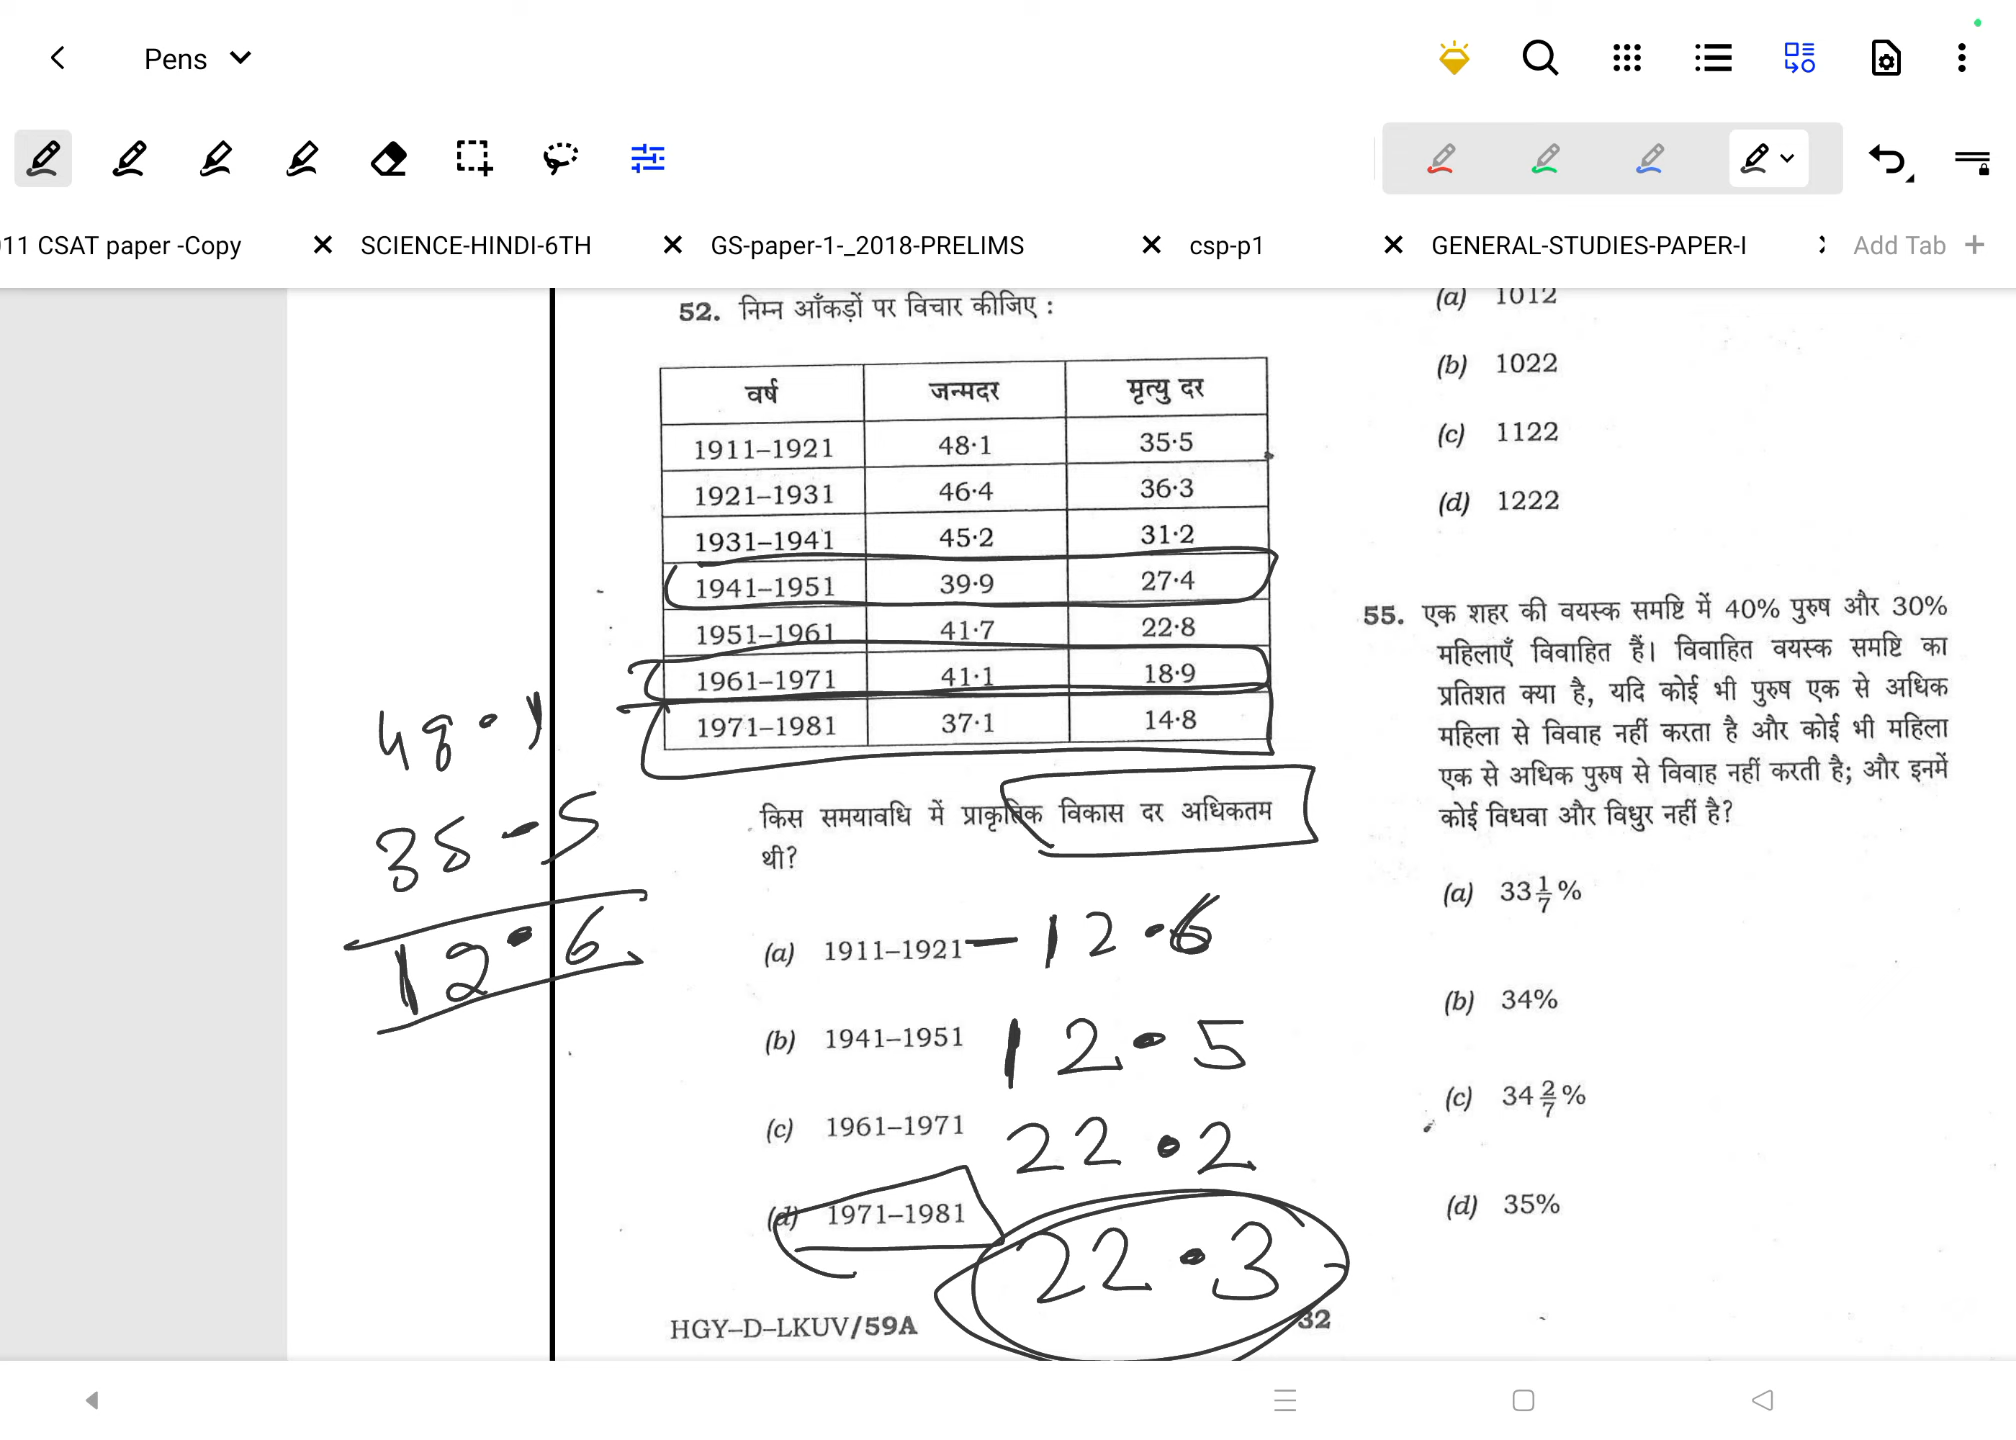 Pens
11 CSAT paper -Copy
SCIENCE-HINDI-6TH
GS-paper-1-_2018-PRELIMS
csp-p1
GENERAL-STUDIES-PAPER-I
Add Tab +
52. निम्न आँकड़ों पर विचार कीजिए :
वर्ष जन्मदर मृत्यु दर
1911–1921 48·1 35·5
1921–1931 46·4 36·3
1931–1941 45·2 31·2
1941–1951 39·9 27·4
1951–1961 41·7 22·8
1961–1971 41·1 18·9
1971–1981 37·1 14·8
48.1
35-5
12.6
किस समयावधि में प्राकृतिक विकास दर अधिकतम
थी?
(a) 1911–1921 — 12.6
(b) 1941–1951 12.5
(c) 1961–1971 22.2
(d) 1971–1981 22.3
HGY–D–LKUV/59A
32
(a) 1012
(b) 1022
(c) 1122
(d) 1222
55. एक शहर की वयस्क समष्टि में 40% पुरुष और 30%
महिलाएँ विवाहित हैं। विवाहित वयस्क समष्टि का
प्रतिशत क्या है, यदि कोई भी पुरुष एक से अधिक
महिला से विवाह नहीं करता है और कोई भी महिला
एक से अधिक पुरुष से विवाह नहीं करती है; और इनमें
कोई विधवा और विधुर नहीं है?
(a) 33 1/7 %
(b) 34%
(c) 34 2/7 %
(d) 35%